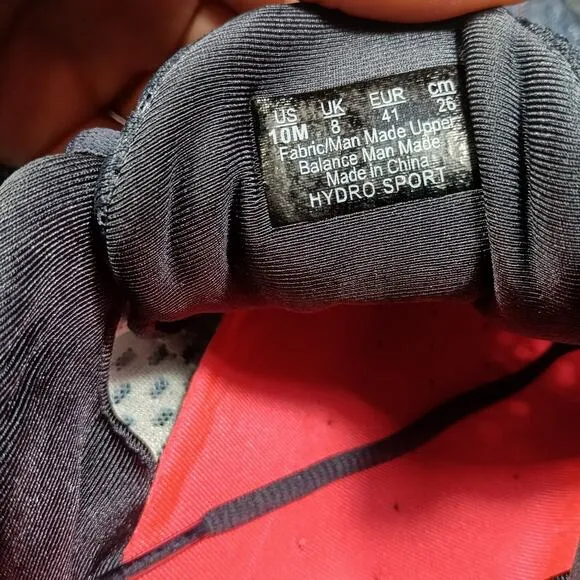 US UK EUR cm
10M 8 41 26
Fabric/Man Made Upper
Balance Man Made
Made in China
HYDRO SPORT